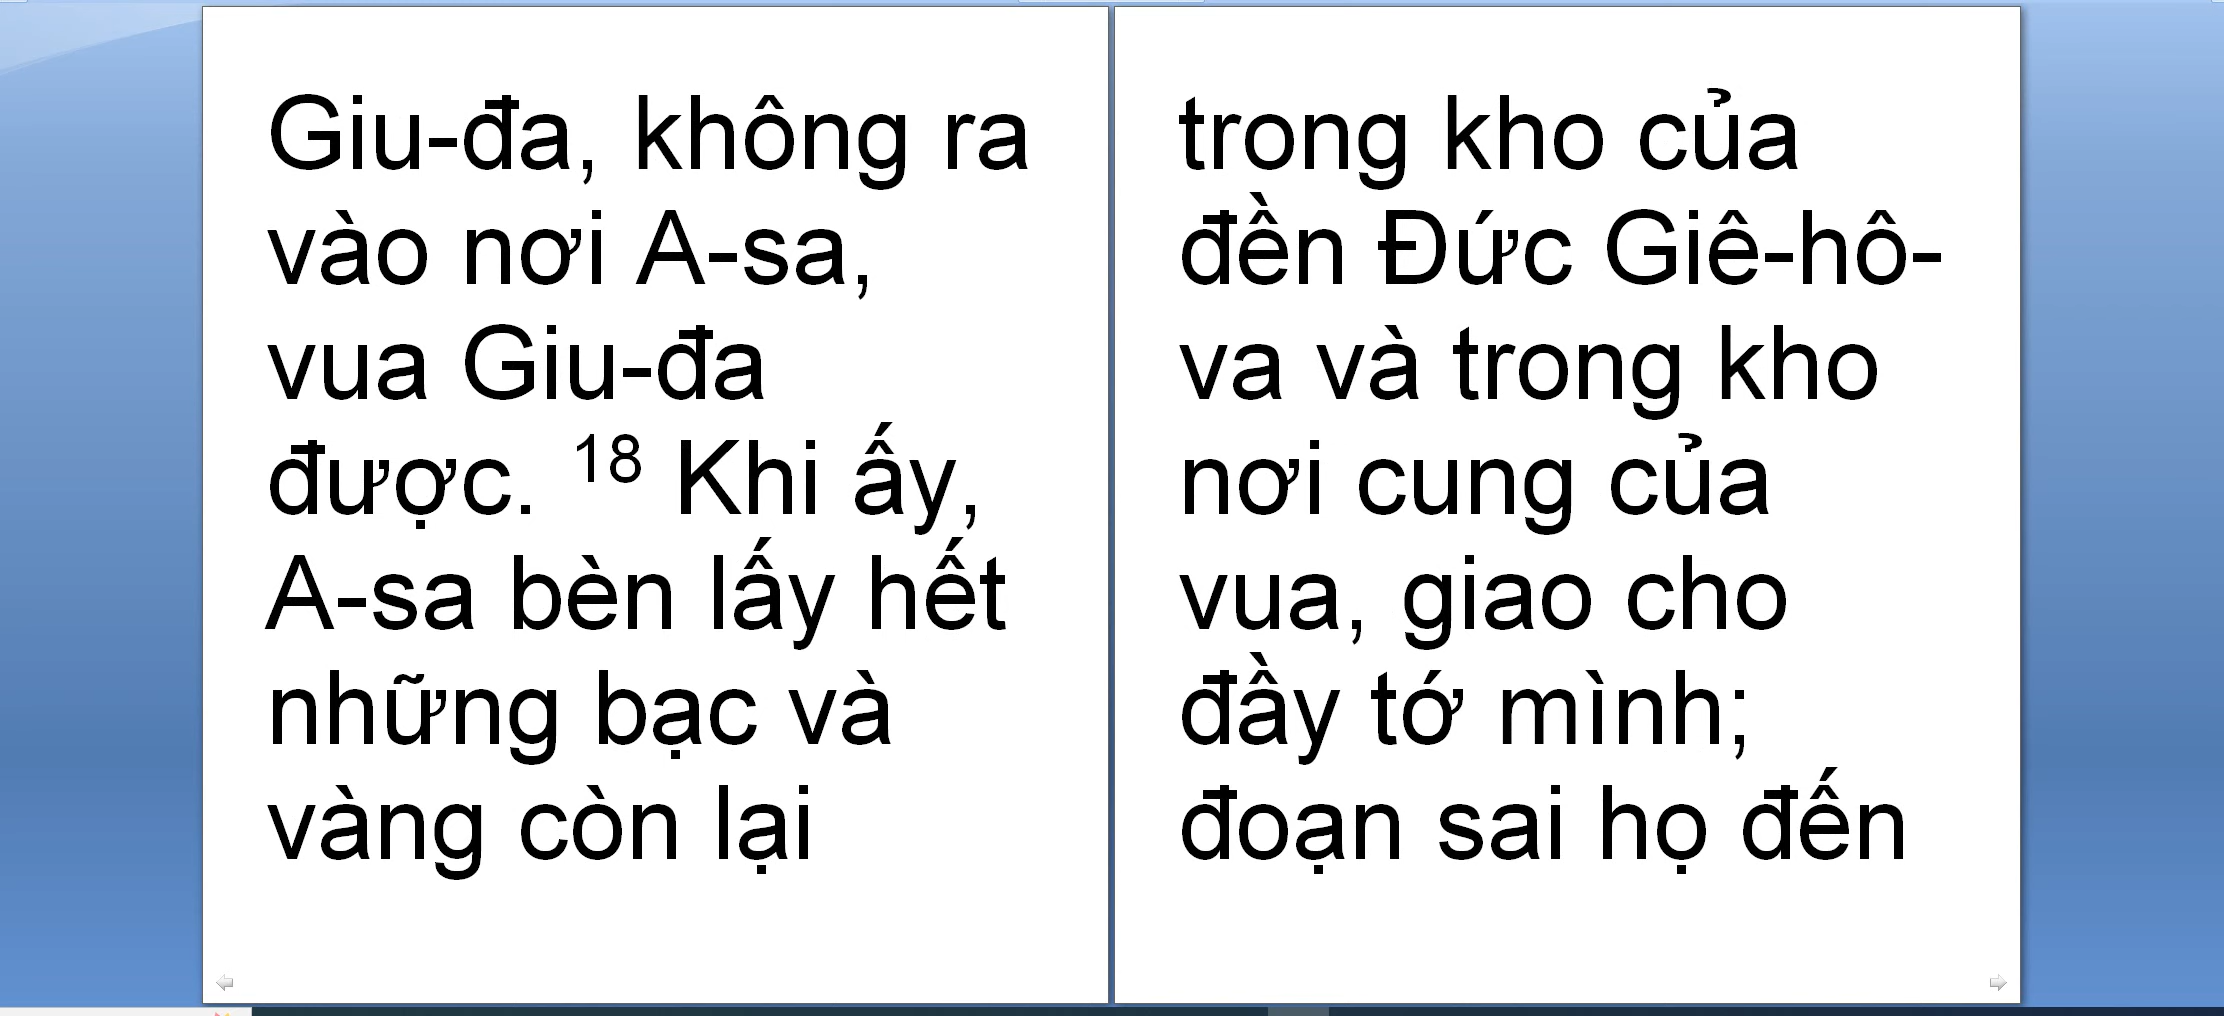 Giu-đa, không ra
vào nơi A-sa,
vua Giu-đa
được. 18 Khi ấy,
A-sa bèn lấy hết
những bạc và
vàng còn lại
trong kho của
đền Đức Giê-hô-
va và trong kho
nơi cung của
vua, giao cho
đầy tớ mình;
đoạn sai họ đến